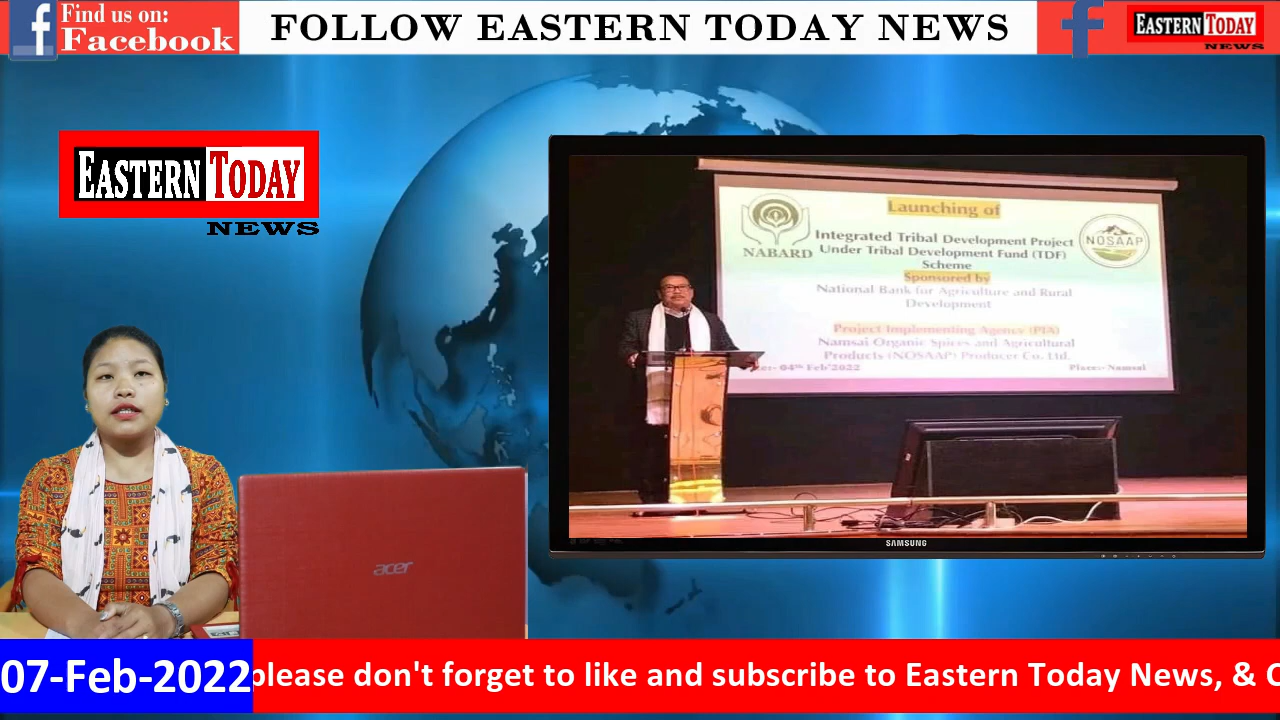 Find us on:
Facebook
FOLLOW EASTERN TODAY NEWS
EASTERN TODAY
NEWS
EASTERN TODAY
NEWS
Launching of
NABARD
Integrated Tribal Development Project
Under Tribal Development Fund (TDF)
Scheme
NOSAAP
Sponsored by
National Bank for Agriculture and Rural
Development
Project Implementing Agency (PIA)
Namsai Organic Spices and Agricultural
Products (NOSAAP) Producer Co. Ltd.
04th Feb'2022
Place:- Namsai
SAMSUNG
acer
07-Feb-2022
please don't forget to like and subscribe to Eastern Today News, &